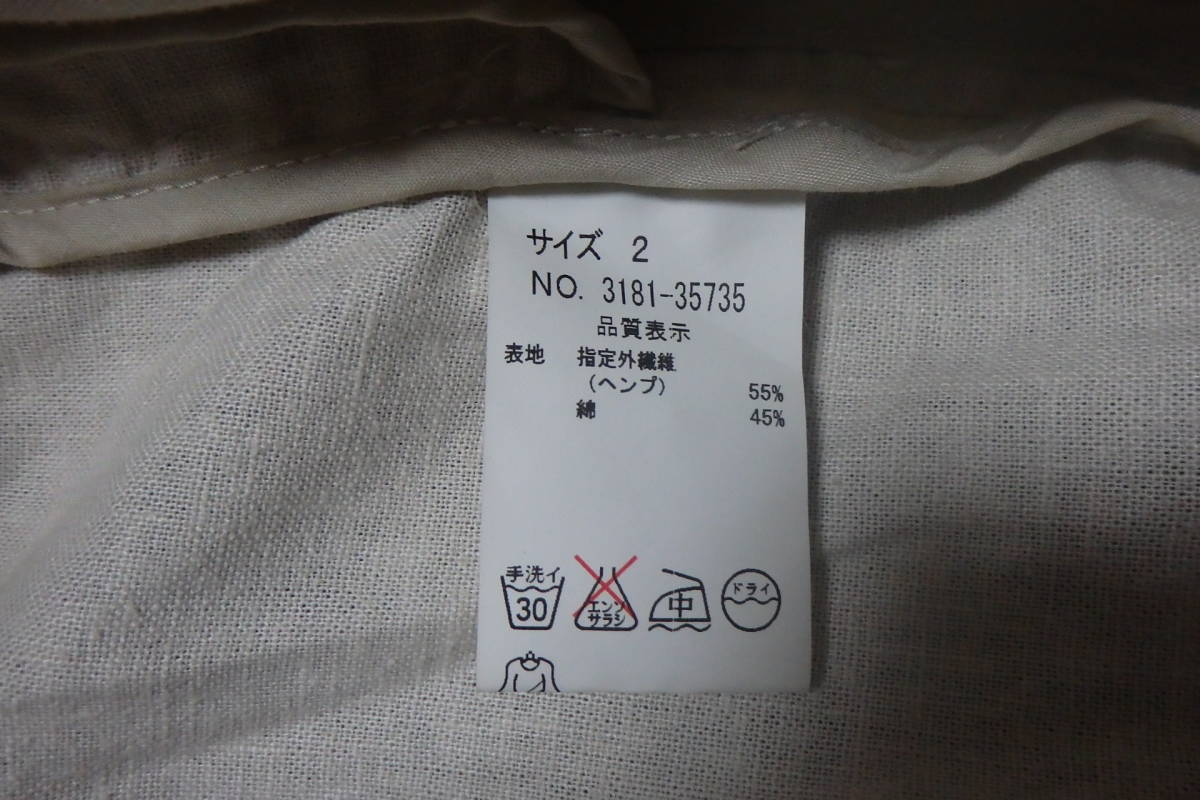 サイズ 2
NO. 3181-35735
品質表示
表地 指定外繊維
(ヘンプ) 55%
綿 45%
手洗イ 30
エンソ
サラシ
中
ドライ